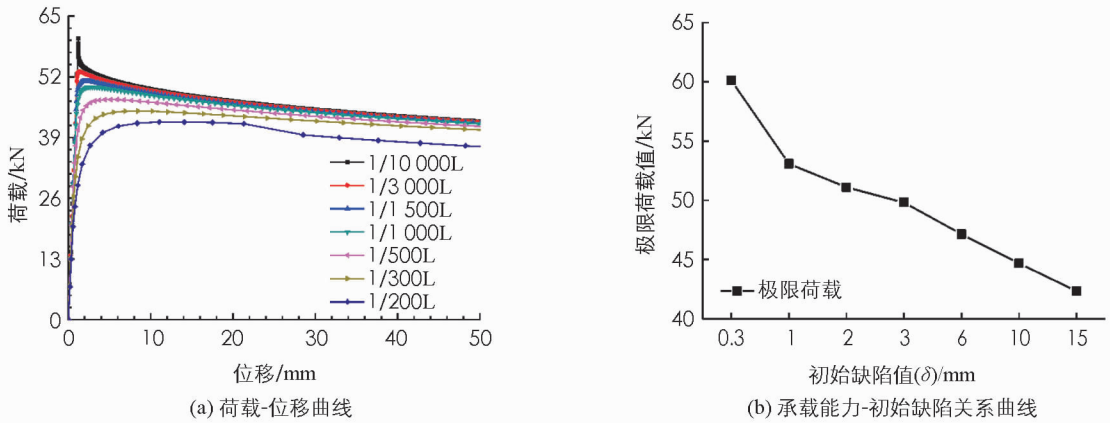 65
52
39
26
13
0
荷载/kN
1/10 000L
1/3 000L
1/1 500L
1/1 000L
1/500L
1/300L
1/200L
0 10 20 30 40 50
位移/mm
(a) 荷载-位移曲线
65
60
55
50
45
40
极限荷载值/kN
极限荷载
0.3 1 2 3 6 10 15
初始缺陷值(δ)/mm
(b) 承载能力-初始缺陷关系曲线